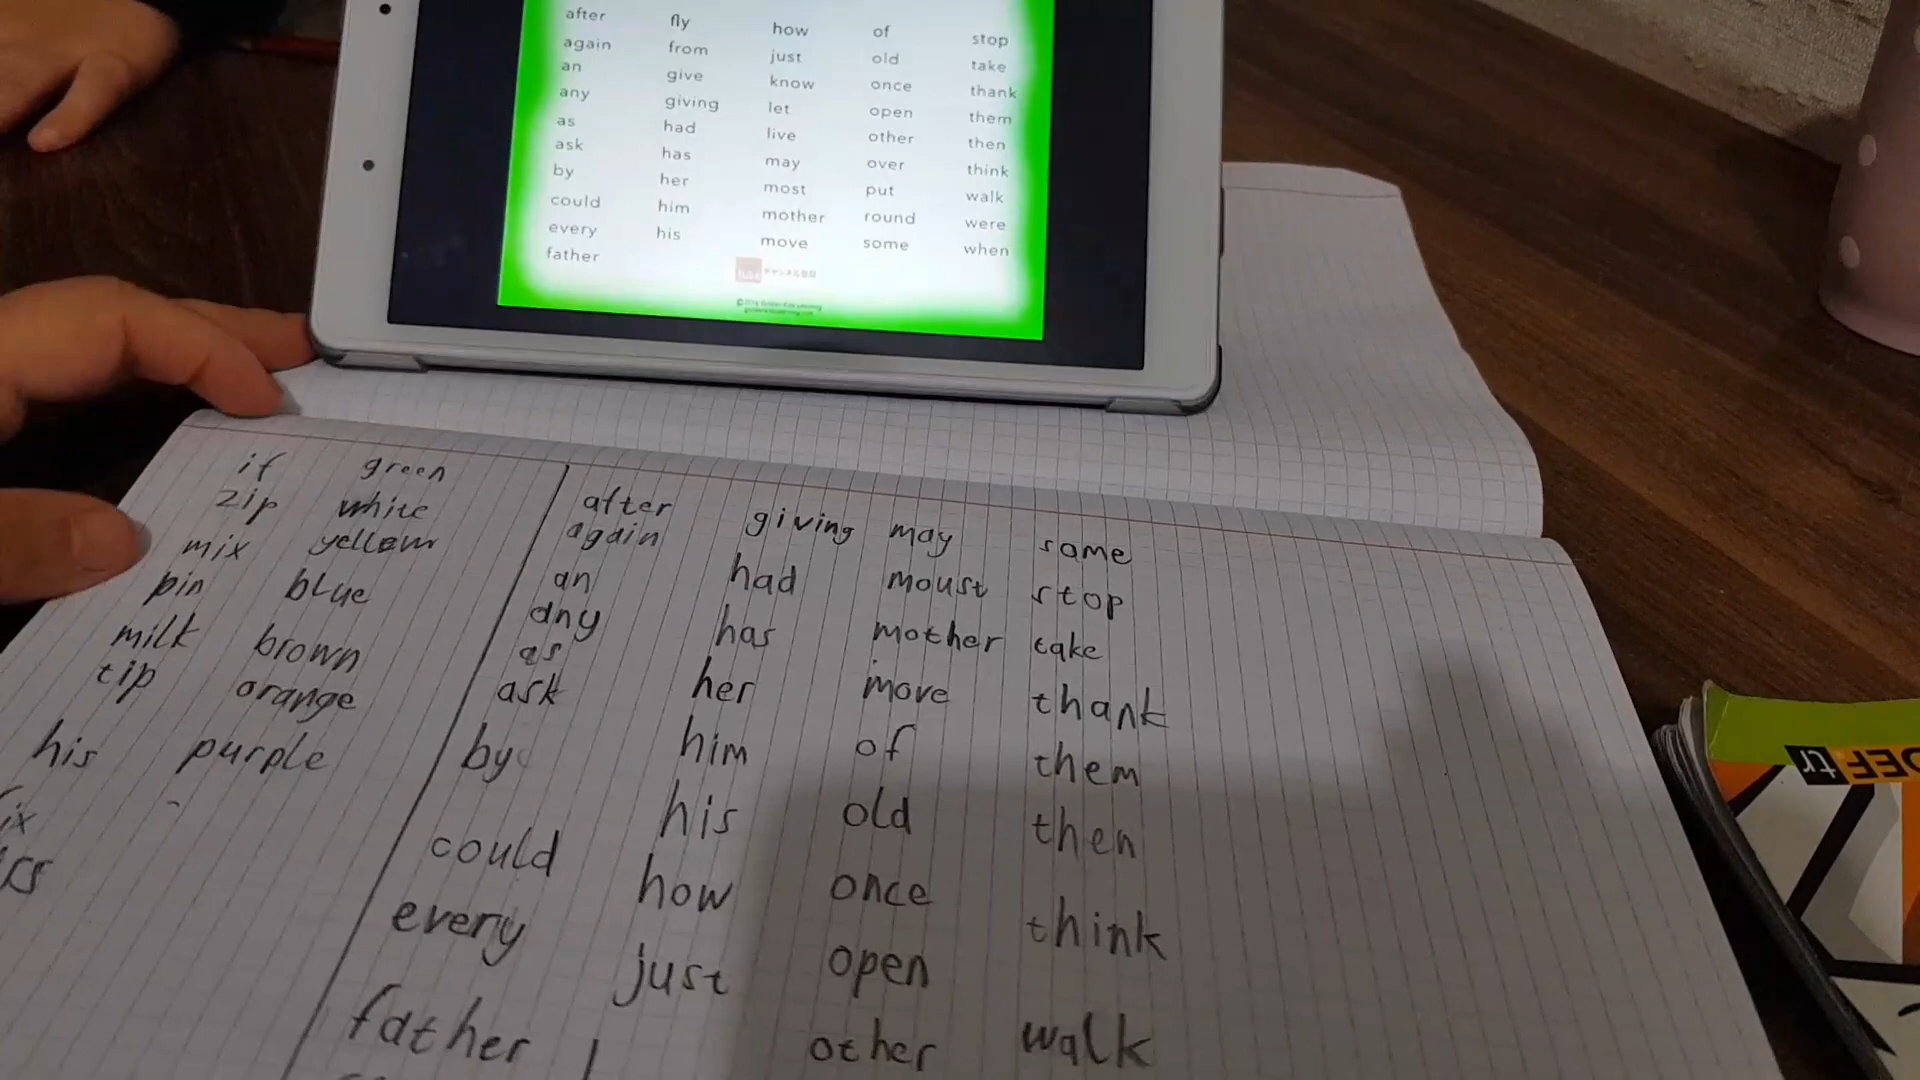 after fly how of stop
again from just old take
an give know once thank
any giving let open them
as had live other then
ask has may over think
by her most put walk
could him mother round were
every his move some when
father
if green
zip white
mix yellow
pin blue
milk brown
tip orange
his purple
after giving may some
again had moust stop
an has mother take
any her move thank
as him of them
ask his old then
by how once think
could just open walk
every other
father
DEF tr